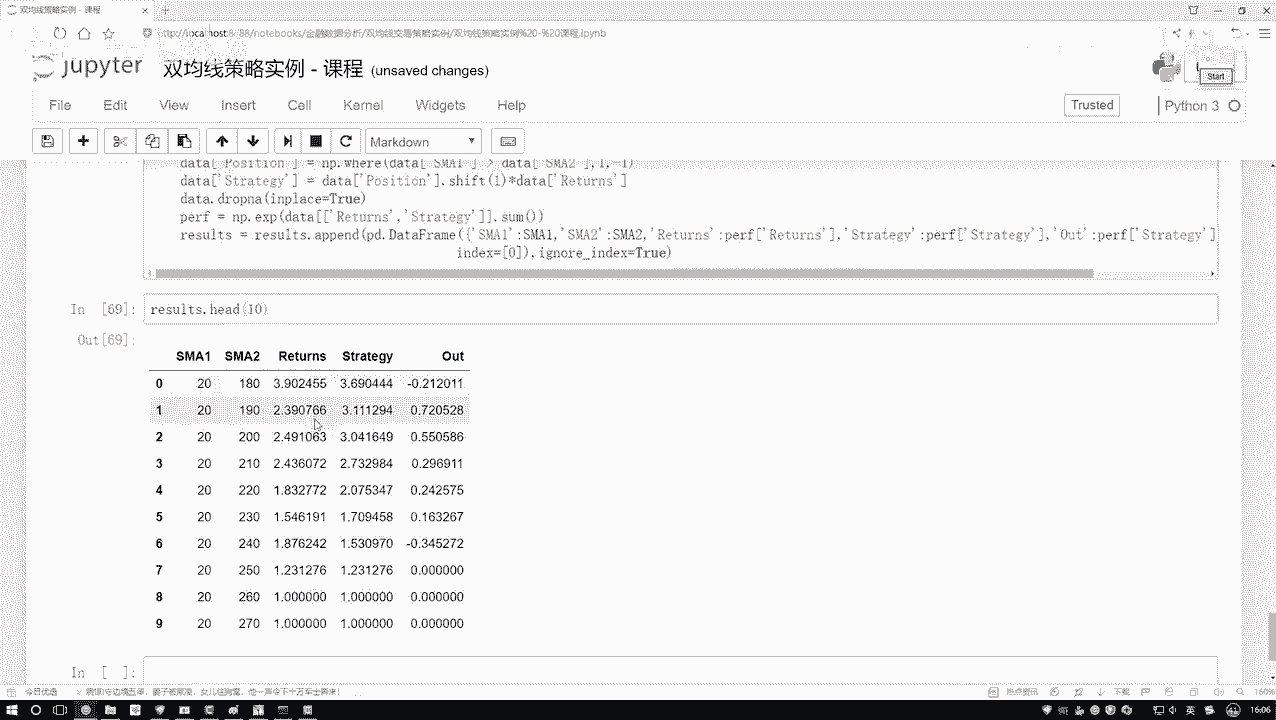 双均线策略实例 - 课程
localhost:8888/notebooks/金融数据分析/双均线交易策略实例/双均线策略实例%20-%20课程.ipynb
jupyter 双均线策略实例 - 课程 (unsaved changes)
Start
File Edit View Insert Cell Kernel Widgets Help
Trusted Python 3
Markdown
data['Position'] = np.where(data['SMA1'] > data['SMA2'],1,-1)
data['Strategy'] = data['Position'].shift(1)*data['Returns']
data.dropna(inplace=True)
perf = np.exp(data[['Returns','Strategy']].sum())
results = results.append(pd.DataFrame({'SMA1':SMA1,'SMA2':SMA2,'Returns':perf['Returns'],'Strategy':perf['Strategy'],'Out':perf['Strategy']
index=[0]),ignore_index=True)
In [69]: results.head(10)
Out[69]:
SMA1 SMA2 Returns Strategy Out
0 20 180 3.902455 3.690444 -0.212011
1 20 190 2.390766 3.111294 0.720528
2 20 200 2.491063 3.041649 0.550586
3 20 210 2.436072 2.732984 0.296911
4 20 220 1.832772 2.075347 0.242575
5 20 230 1.546191 1.709458 0.163267
6 20 240 1.876242 1.530970 -0.345272
7 20 250 1.231276 1.231276 0.000000
8 20 260 1.000000 1.000000 0.000000
9 20 270 1.000000 1.000000 0.000000
In [ ]:
今日优选
热点资讯 下载 160%
英 16:06